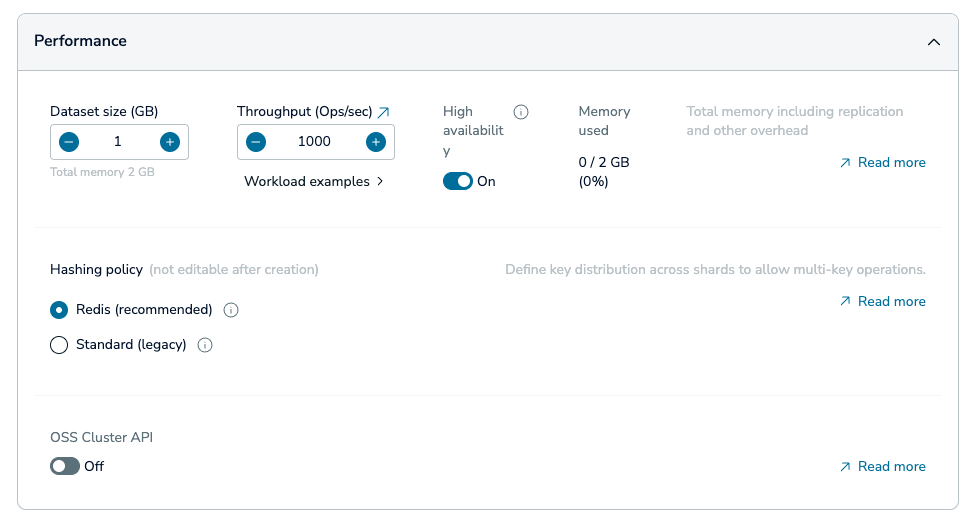 Performance
Dataset size (GB)
1
Total memory 2 GB
Throughput (Ops/sec)
1000
Workload examples
High
availabilit
y
On
Memory
used
0 / 2 GB
(0%)
Total memory including replication
and other overhead
Read more
Hashing policy (not editable after creation)
Define key distribution across shards to allow multi-key operations.
Read more
Redis (recommended)
Standard (legacy)
OSS Cluster API
Off
Read more